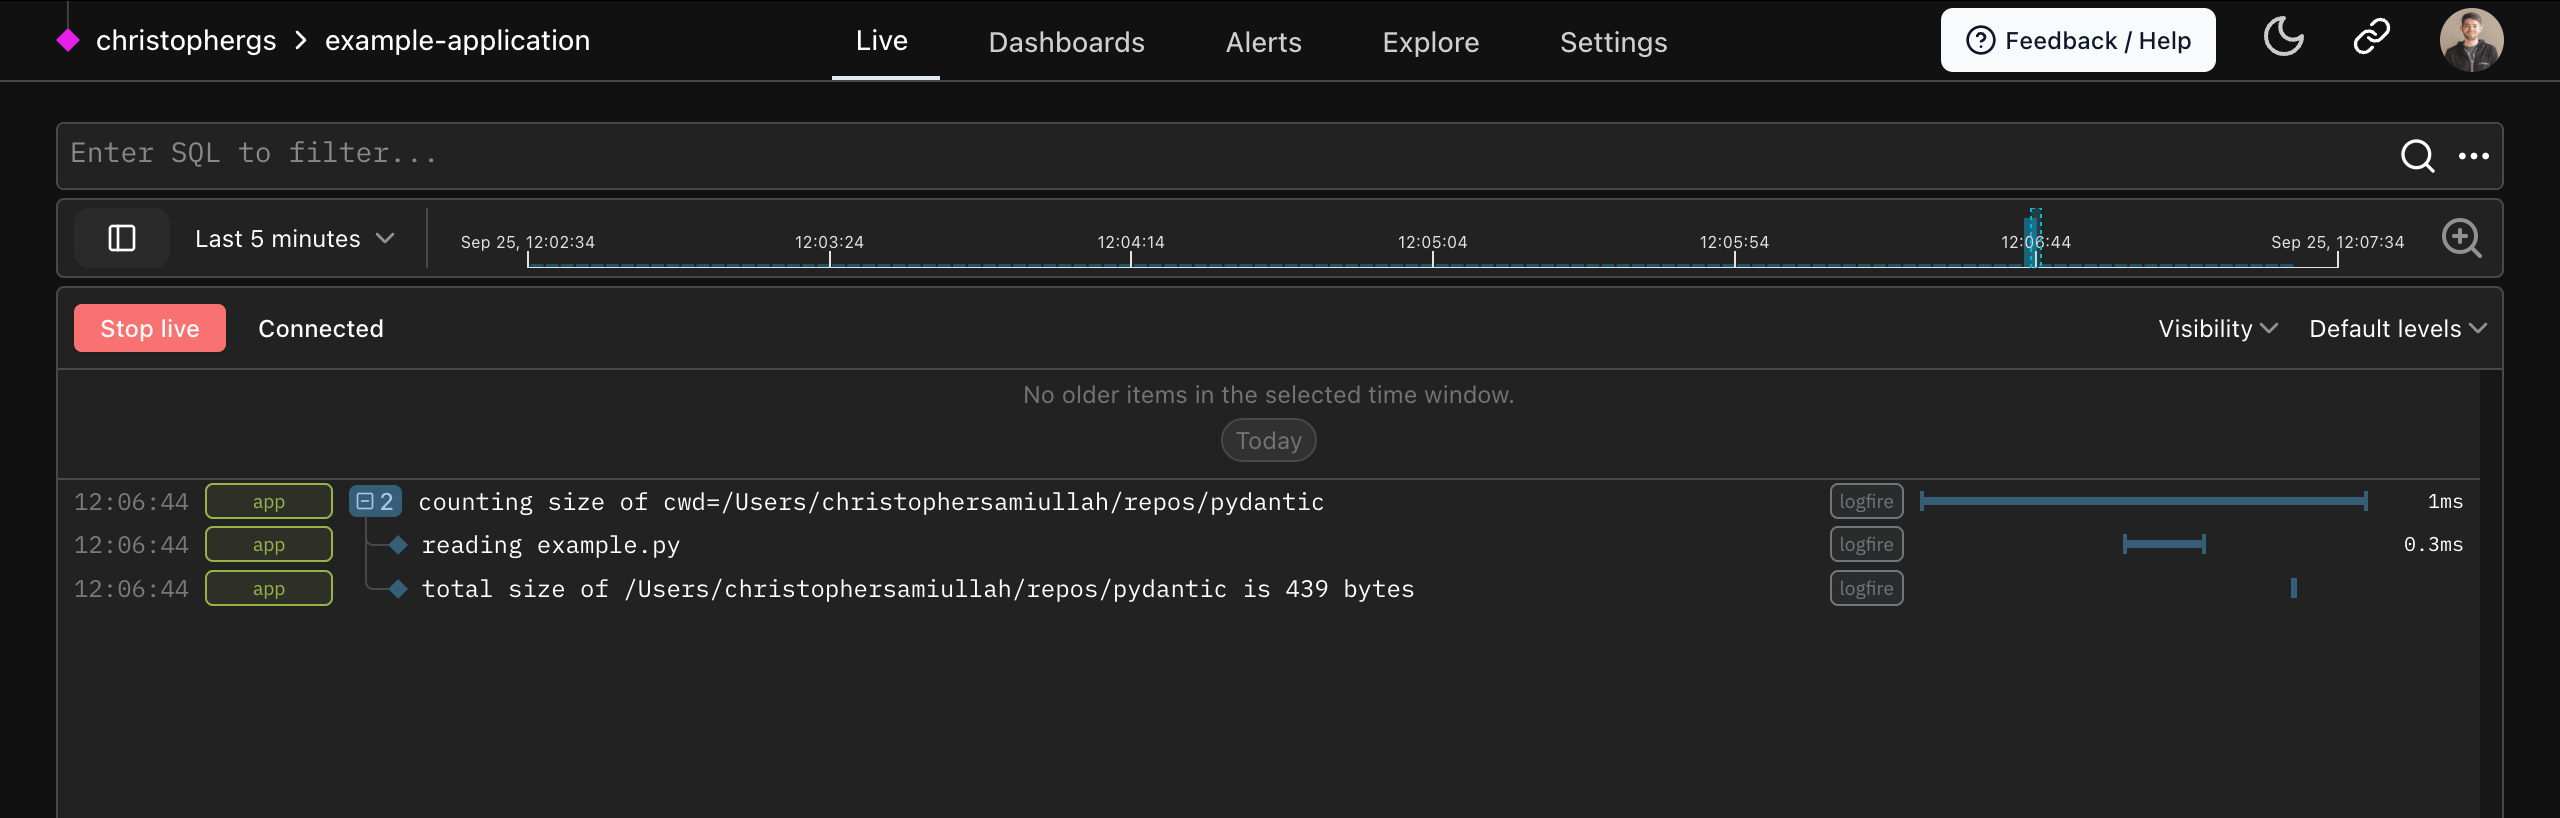 christophergs > example-application Live Dashboards Alerts Explore Settings Feedback / Help
Enter SQL to filter...
Last 5 minutes Sep 25, 12:02:34 12:03:24 12:04:14 12:05:04 12:05:54 12:06:44 Sep 25, 12:07:34
Stop live Connected Visibility Default levels
No older items in the selected time window.
Today
12:06:44 app 2 counting size of cwd=/Users/christophersamiullah/repos/pydantic logfire 1ms
12:06:44 app reading example.py logfire 0.3ms
12:06:44 app total size of /Users/christophersamiullah/repos/pydantic is 439 bytes logfire